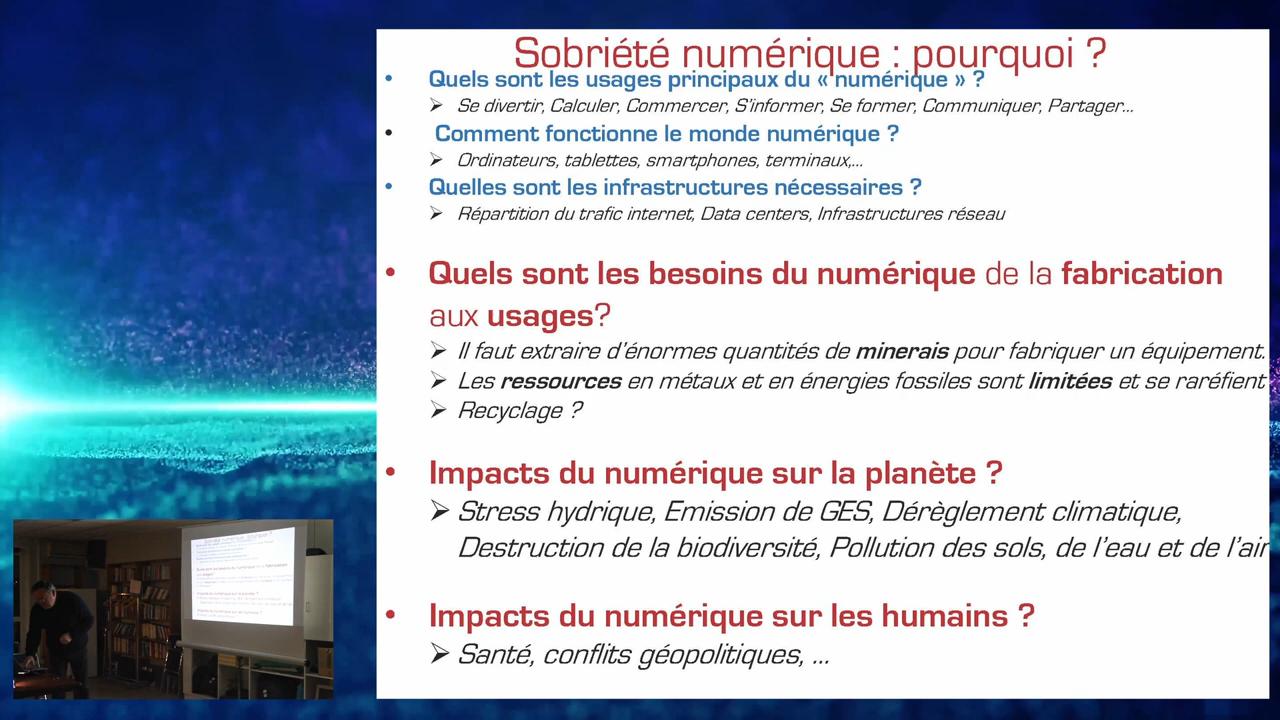 Sobriété numérique : pourquoi ?
• Quels sont les usages principaux du « numérique » ?
➢ Se divertir, Calculer, Commercer, S'informer, Se former, Communiquer, Partager...
• Comment fonctionne le monde numérique ?
➢ Ordinateurs, tablettes, smartphones, terminaux,...
• Quelles sont les infrastructures nécessaires ?
➢ Répartition du trafic internet, Data centers, Infrastructures réseau
• Quels sont les besoins du numérique de la fabrication
aux usages?
➢ Il faut extraire d'énormes quantités de minerais pour fabriquer un équipement.
➢ Les ressources en métaux et en énergies fossiles sont limitées et se raréfient
➢ Recyclage ?
• Impacts du numérique sur la planète ?
➢ Stress hydrique, Emission de GES, Dérèglement climatique,
Destruction de la biodiversité, Pollution des sols, de l'eau et de l'air
• Impacts du numérique sur les humains ?
➢ Santé, conflits géopolitiques, ...